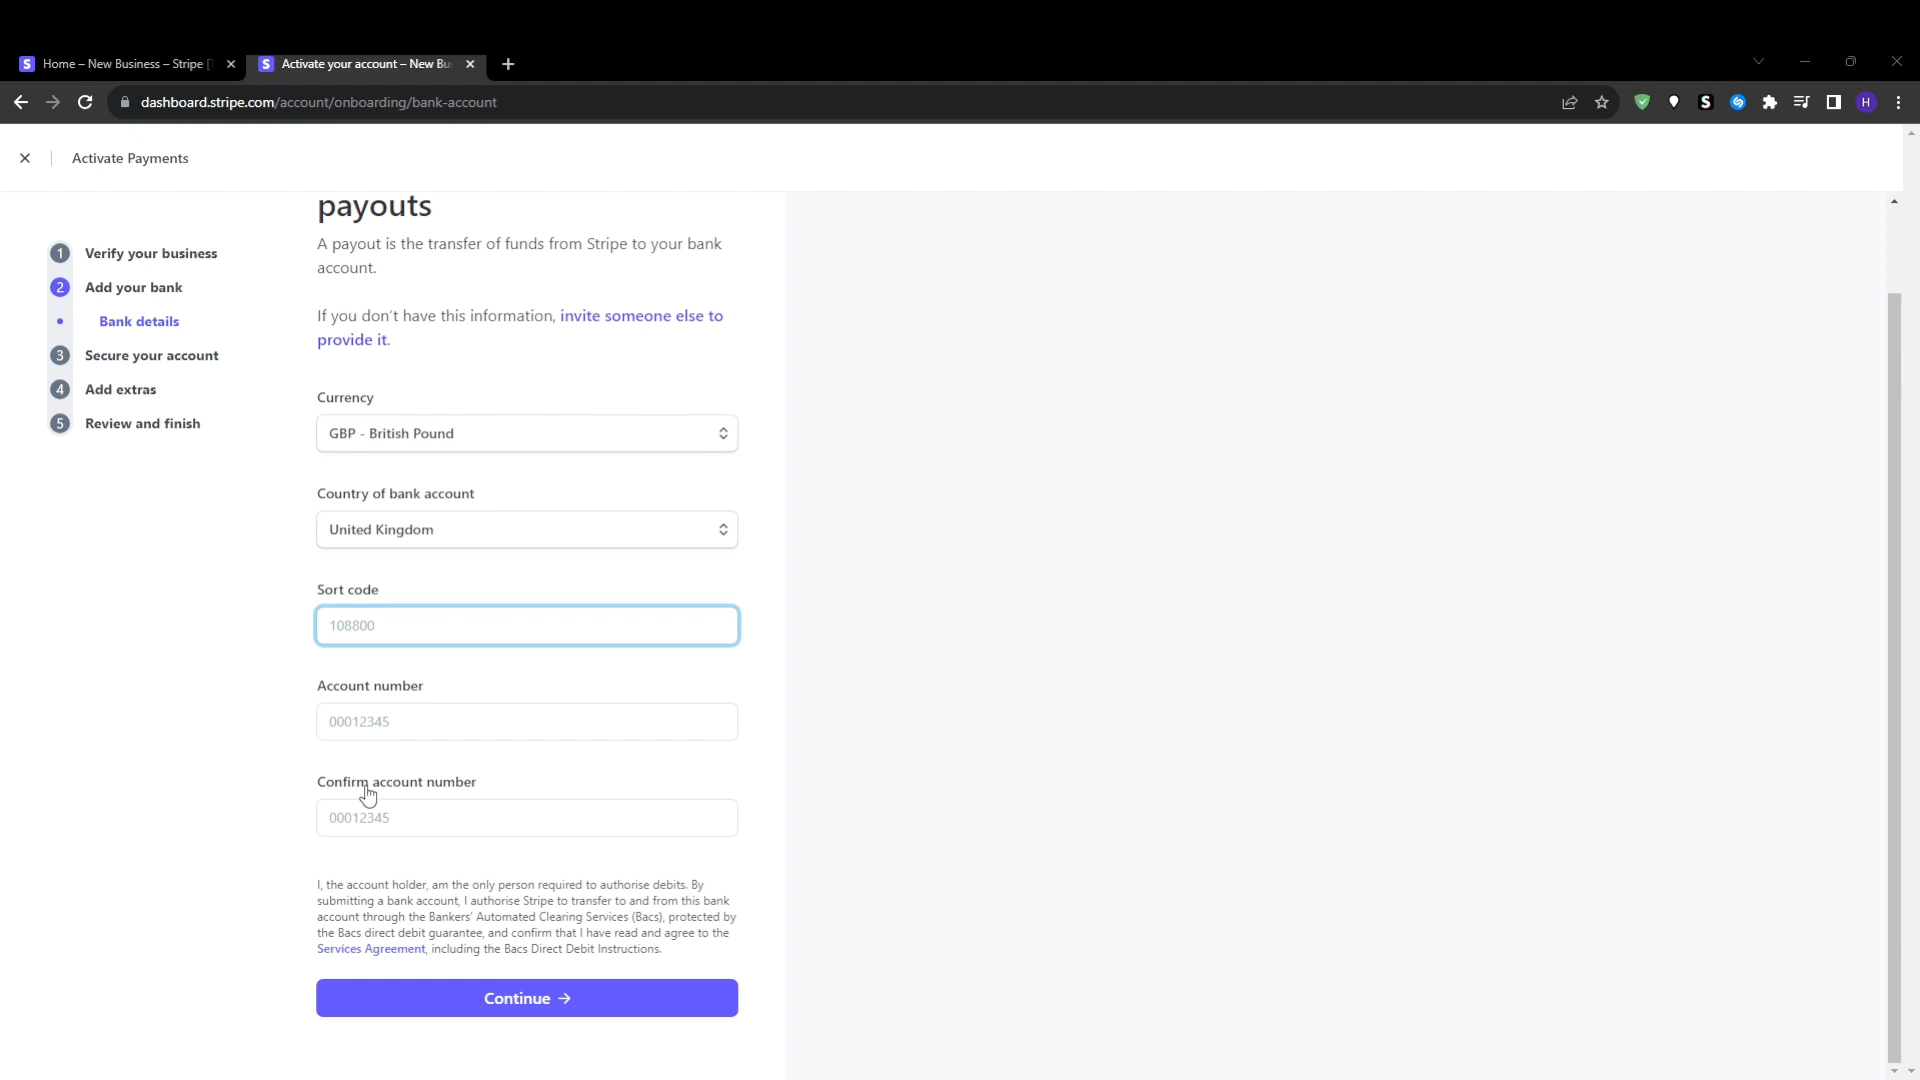 Home – New Business – Stripe [
Activate your account – New Bu
dashboard.stripe.com/account/onboarding/bank-account
S
H
Activate Payments
payouts
A payout is the transfer of funds from Stripe to your bank
account.
If you don't have this information, invite someone else to
provide it.
1 Verify your business
2 Add your bank
Bank details
3 Secure your account
4 Add extras
5 Review and finish
Currency
GBP - British Pound
Country of bank account
United Kingdom
Sort code
108800
Account number
00012345
Confirm account number
00012345
I, the account holder, am the only person required to authorise debits. By
submitting a bank account, I authorise Stripe to transfer to and from this bank
account through the Bankers' Automated Clearing Services (Bacs), protected by
the Bacs direct debit guarantee, and confirm that I have read and agree to the
Services Agreement, including the Bacs Direct Debit Instructions.
Continue →